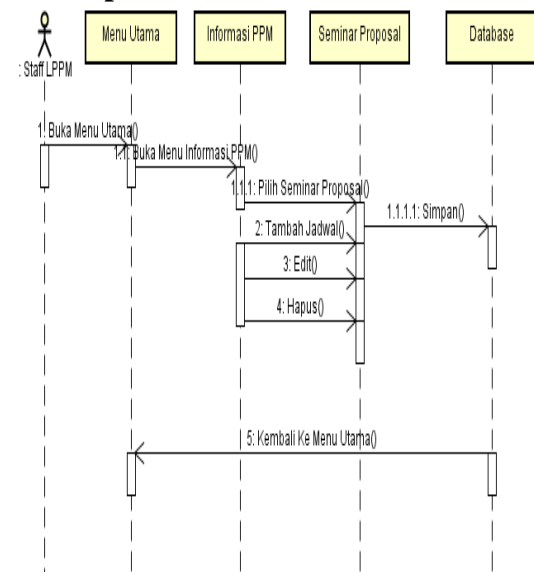 Menu Utama
Informasi PPM
Seminar Proposal
Database
: Staff LPPM
1: Buka Menu Utama()
1.1: Buka Menu Informasi PPM()
1.1.1: Pilih Seminar Proposal()
1.1.1.1: Simpan()
2: Tambah Jadwal()
3: Edit()
4: Hapus()
5: Kembali Ke Menu Utama()